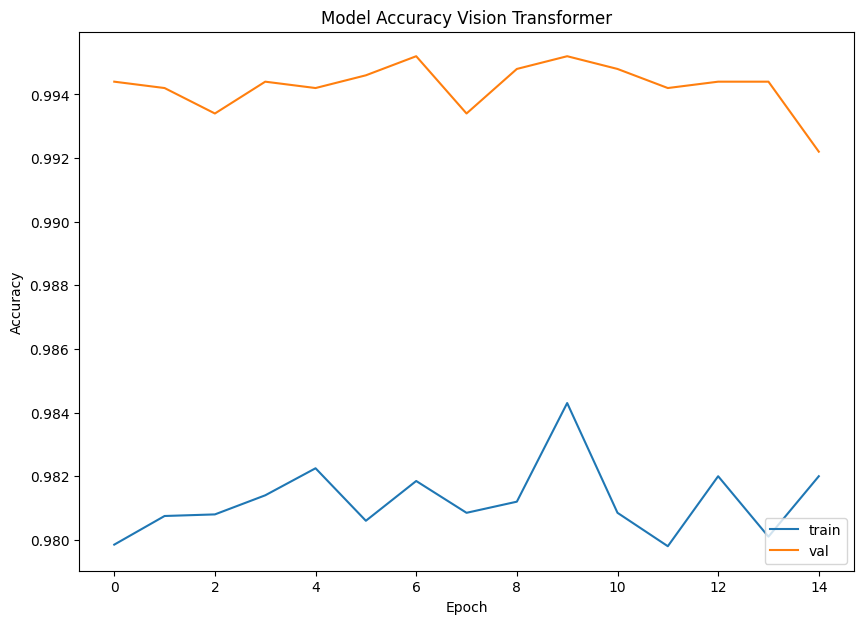 Model Accuracy Vision Transformer
Accuracy
0.994
0.992
0.990
0.988
0.986
0.984
0.982
0.980
0 2 4 6 8 10 12 14
Epoch
train
val